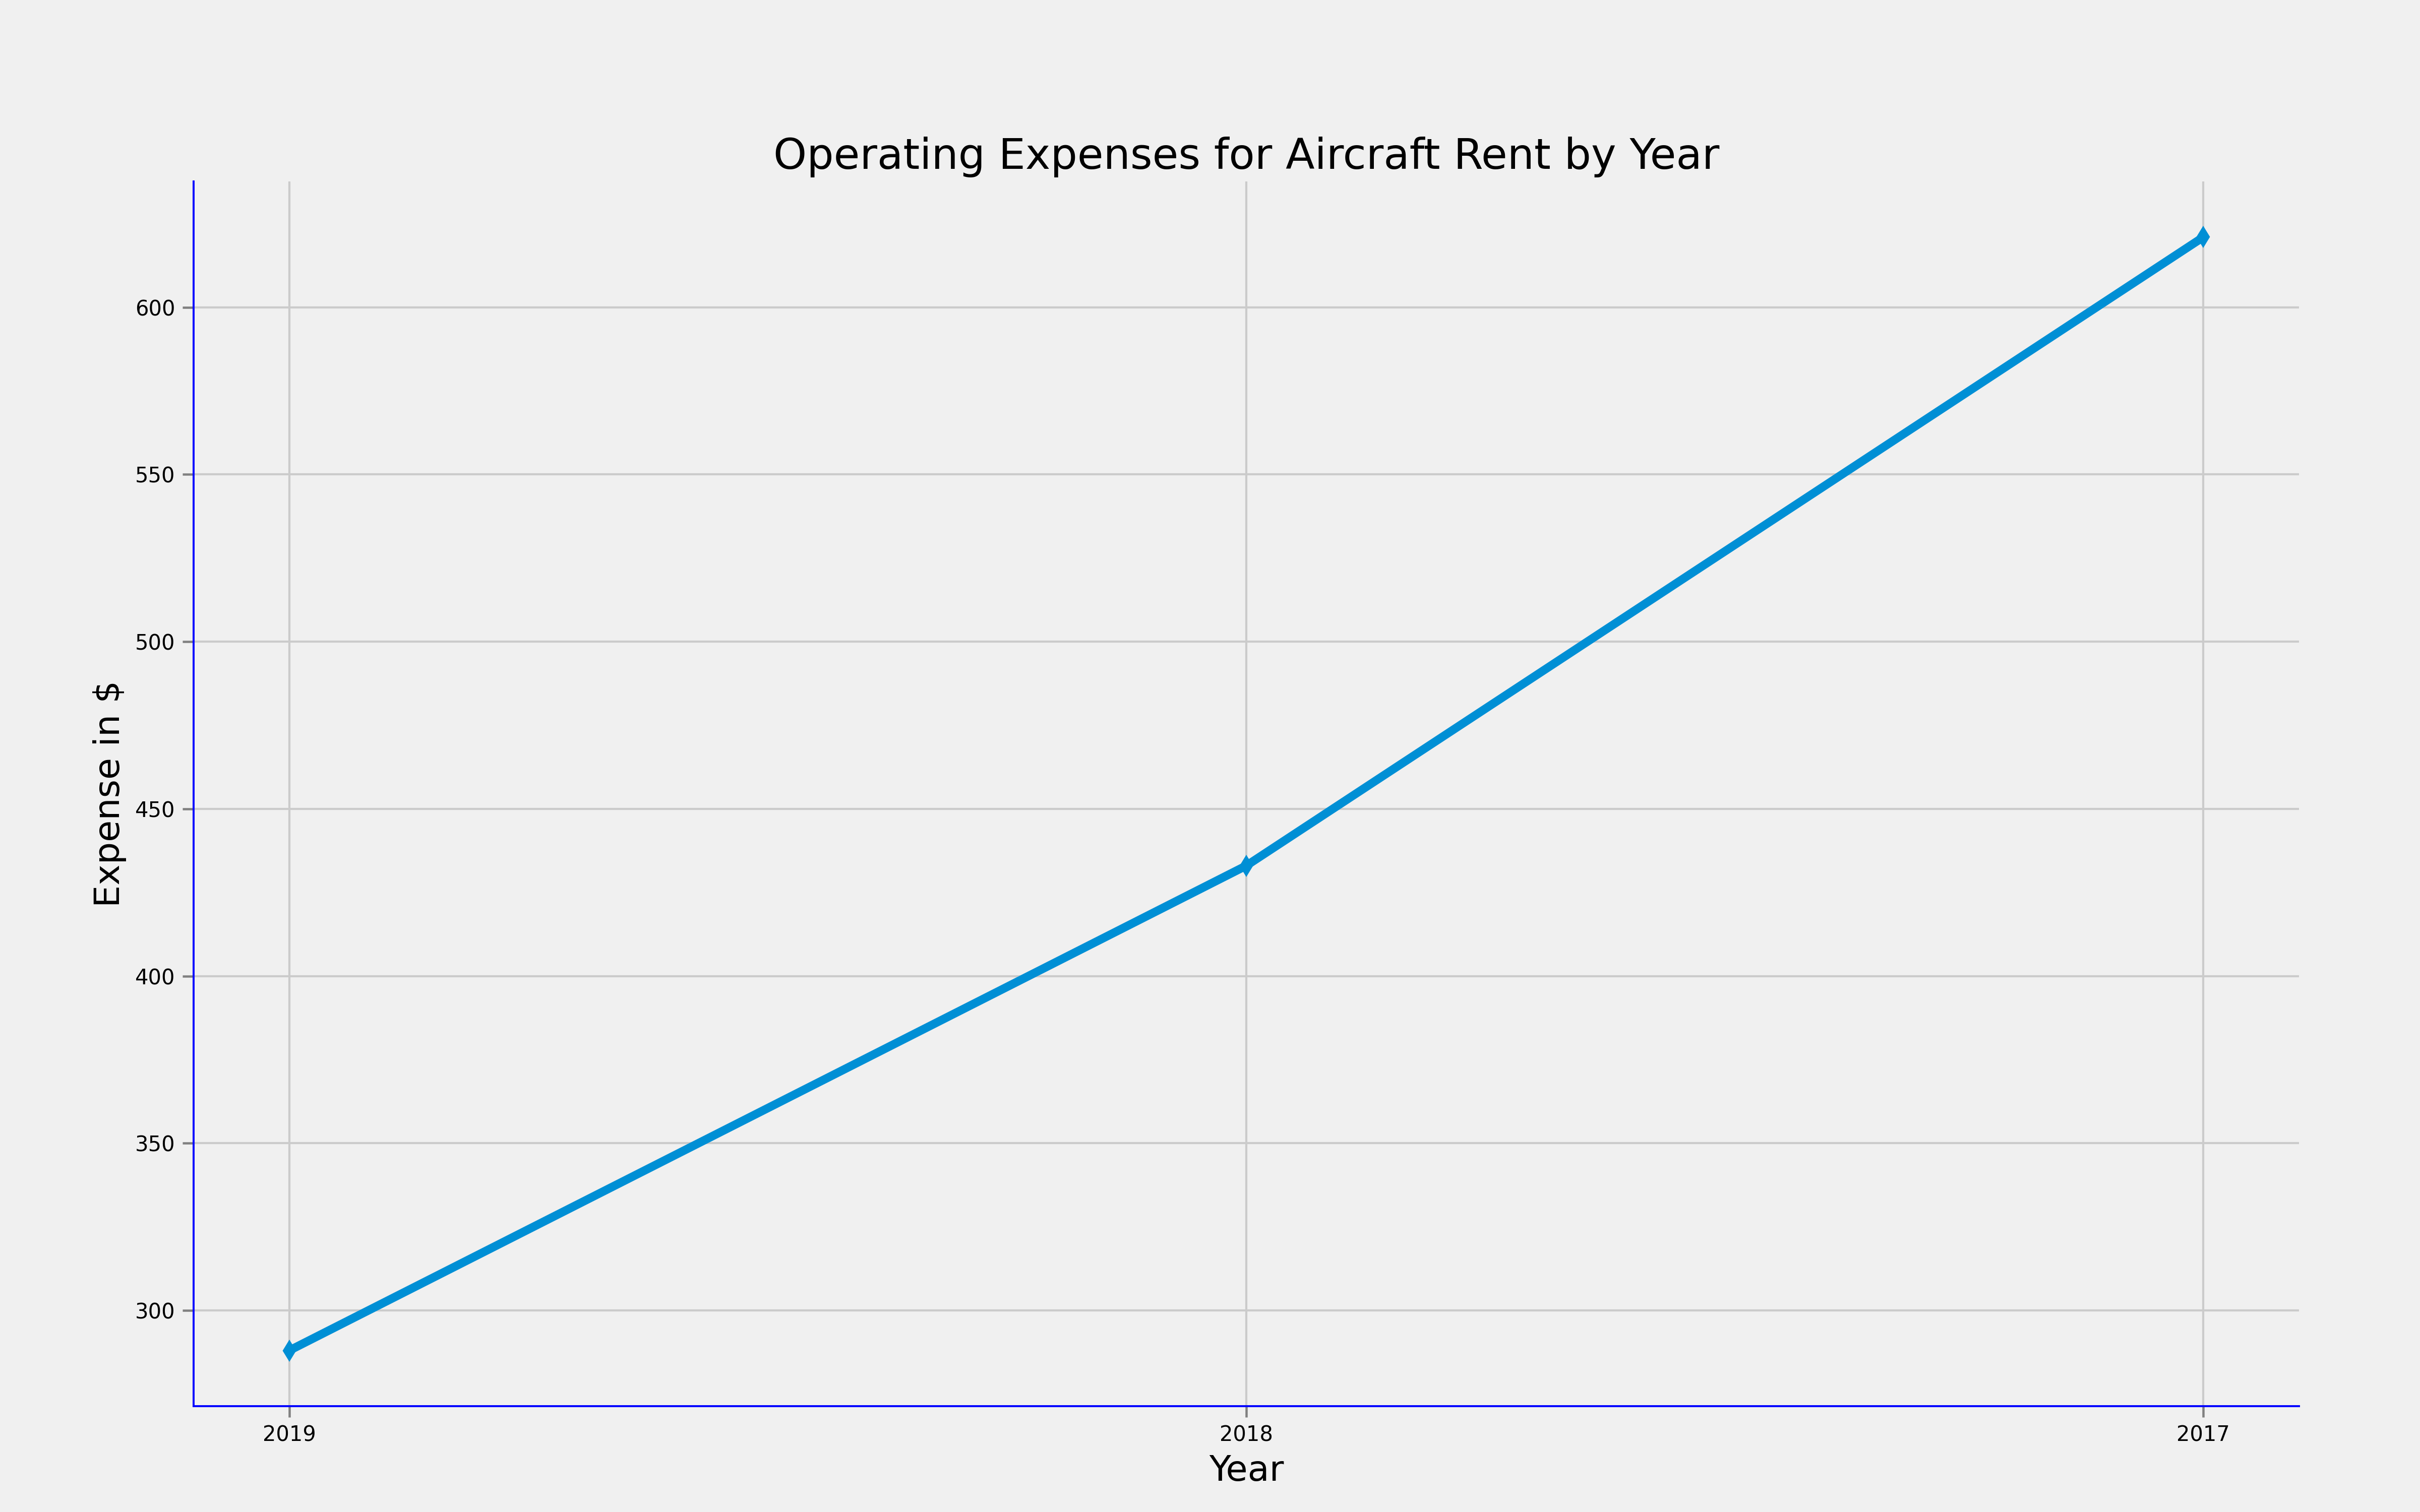 Operating Expenses for Aircraft Rent by Year
600
550
500
450
400
350
300
Expense in $
2019 2018 2017
Year